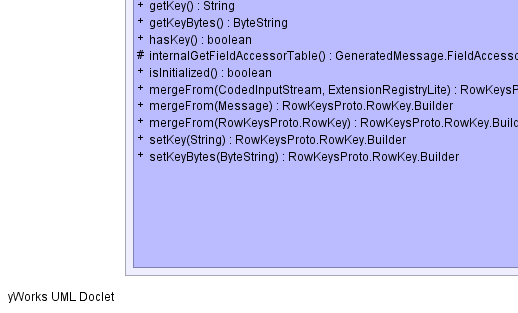 + getKey() : String
+ getKeyBytes() : ByteString
+ hasKey() : boolean
# internalGetFieldAccessorTable() : GeneratedMessage.FieldAccesso
+ isInitialized() : boolean
+ mergeFrom(CodedInputStream, ExtensionRegistryLite) : RowKeysP
+ mergeFrom(Message) : RowKeysProto.RowKey.Builder
+ mergeFrom(RowKeysProto.RowKey) : RowKeysProto.RowKey.Build
+ setKey(String) : RowKeysProto.RowKey.Builder
+ setKeyBytes(ByteString) : RowKeysProto.RowKey.Builder
yWorks UML Doclet